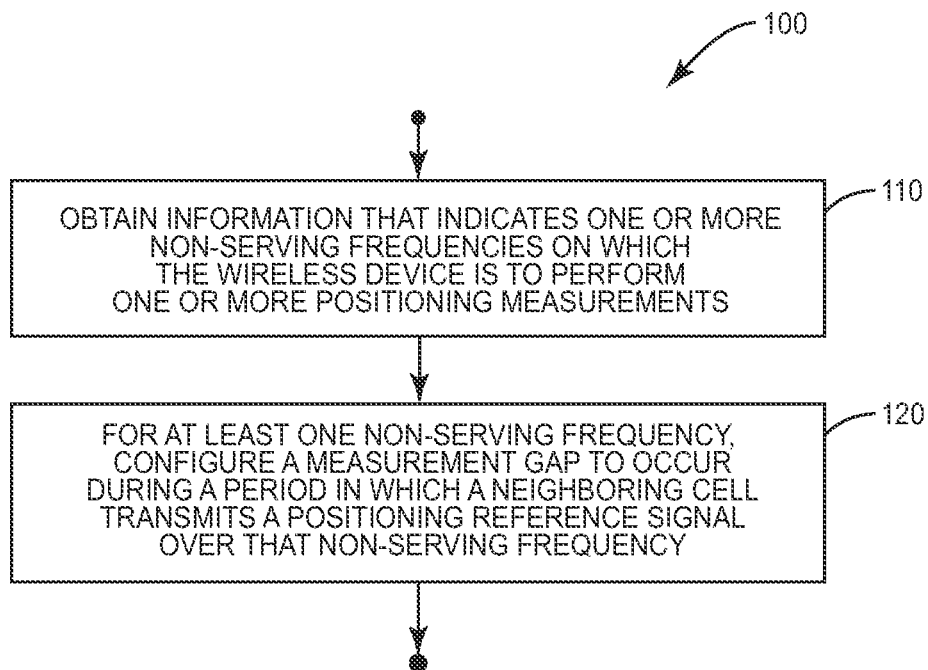 100
OBTAIN INFORMATION THAT INDICATES ONE OR MORE
NON-SERVING FREQUENCIES ON WHICH
THE WIRELESS DEVICE IS TO PERFORM
ONE OR MORE POSITIONING MEASUREMENTS
110
FOR AT LEAST ONE NON-SERVING FREQUENCY,
CONFIGURE A MEASUREMENT GAP TO OCCUR
DURING A PERIOD IN WHICH A NEIGHBORING CELL
TRANSMITS A POSITIONING REFERENCE SIGNAL
OVER THAT NON-SERVING FREQUENCY
120